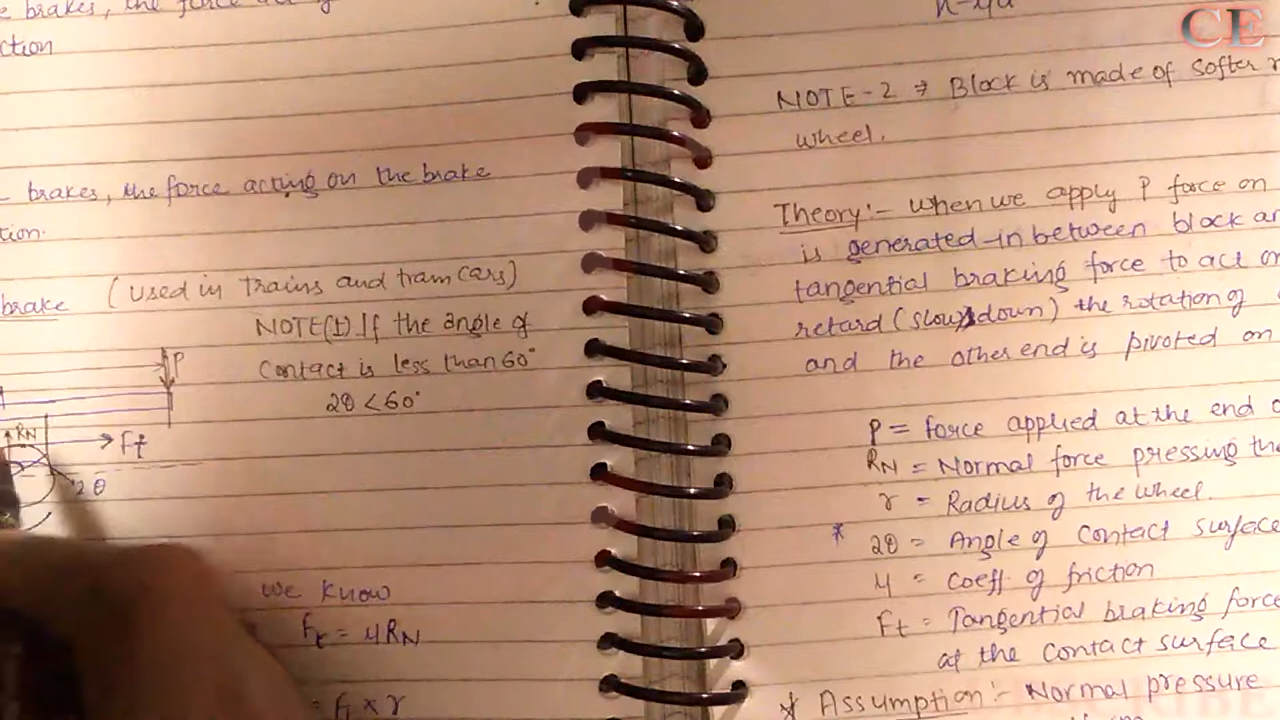 e brakes, the force acting
ction
- brakes, the force acting on the brake
tion.
brake (used in trains and tram cars)
NOTE(1) If the angle of
Contact is less than 60°
2θ < 60°
P
RN
Ft
2θ
we know
Ft = μRN
= Ft × r
CE
NOTE-2 → Block is made of softer
wheel.
Theory:- when we apply P force on
is generated in between block
tangential braking force to act on
retard (slow down) the rotation of
and the other end is pivoted on
P = force applied at the end
RN = Normal force pressing the
r = Radius of the wheel.
* 2θ = Angle of contact surface
μ = Coeff of friction
Ft = Tangential braking force
at the contact surface
* Assumption:- Normal pressure